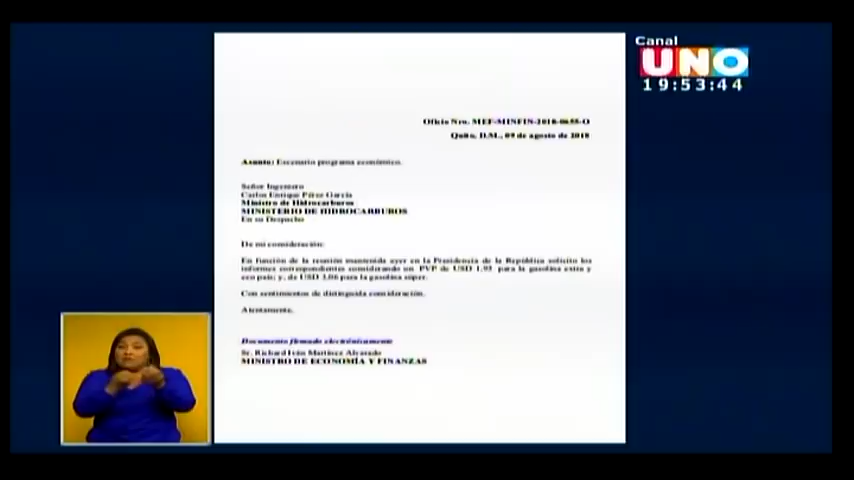 Canal
UNO
19:53:44
Oficio Nro. MEF-MINFIN-2018-0655-O
Quito, D.M., 09 de agosto de 2018
Asunto: Escenario programa económico.
Señor Ingeniero
Carlos Enrique Pérez García
Ministro de Hidrocarburos
MINISTERIO DE HIDROCARBUROS
En su Despacho
De mi consideración:
En función de la reunión mantenida ayer en la Presidencia de la República solicito los
informes correspondientes considerando un PVP de USD 1.95 para la gasolina extra y
eco país; y, de USD 3.06 para la gasolina súper.
Con sentimientos de distinguida consideración.
Atentamente,
Documento firmado electrónicamente
Sr. Richard Iván Martínez Alvarado
MINISTRO DE ECONOMÍA Y FINANZAS